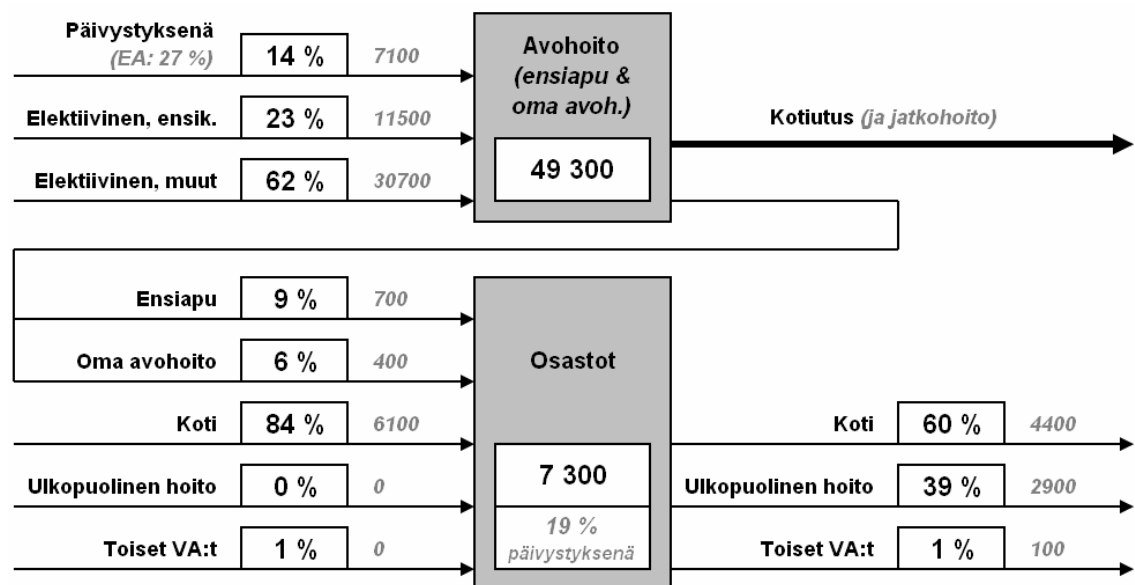 Päivystyksenä
(EA: 27 %)
14 %
7100
Elektiivinen, ensik.
23 %
11500
Elektiivinen, muut
62 %
30700
Avohoito
(ensiapu &
oma avoh.)
49 300
Kotiutus (ja jatkohoito)
Ensiapu
9 %
700
Oma avohoito
6 %
400
Koti
84 %
6100
Ulkopuolinen hoito
0 %
0
Toiset VA:t
1 %
0
Osastot
7 300
19 %
päivystyksenä
Koti
60 %
4400
Ulkopuolinen hoito
39 %
2900
Toiset VA:t
1 %
100